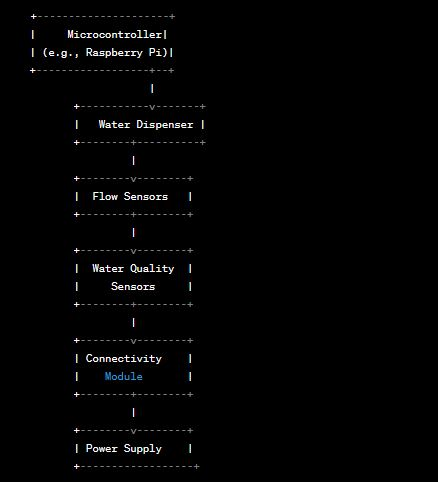 Microcontroller
(e.g., Raspberry Pi)
Water Dispenser
Flow Sensors
Water Quality
Sensors
Connectivity
Module
Power Supply